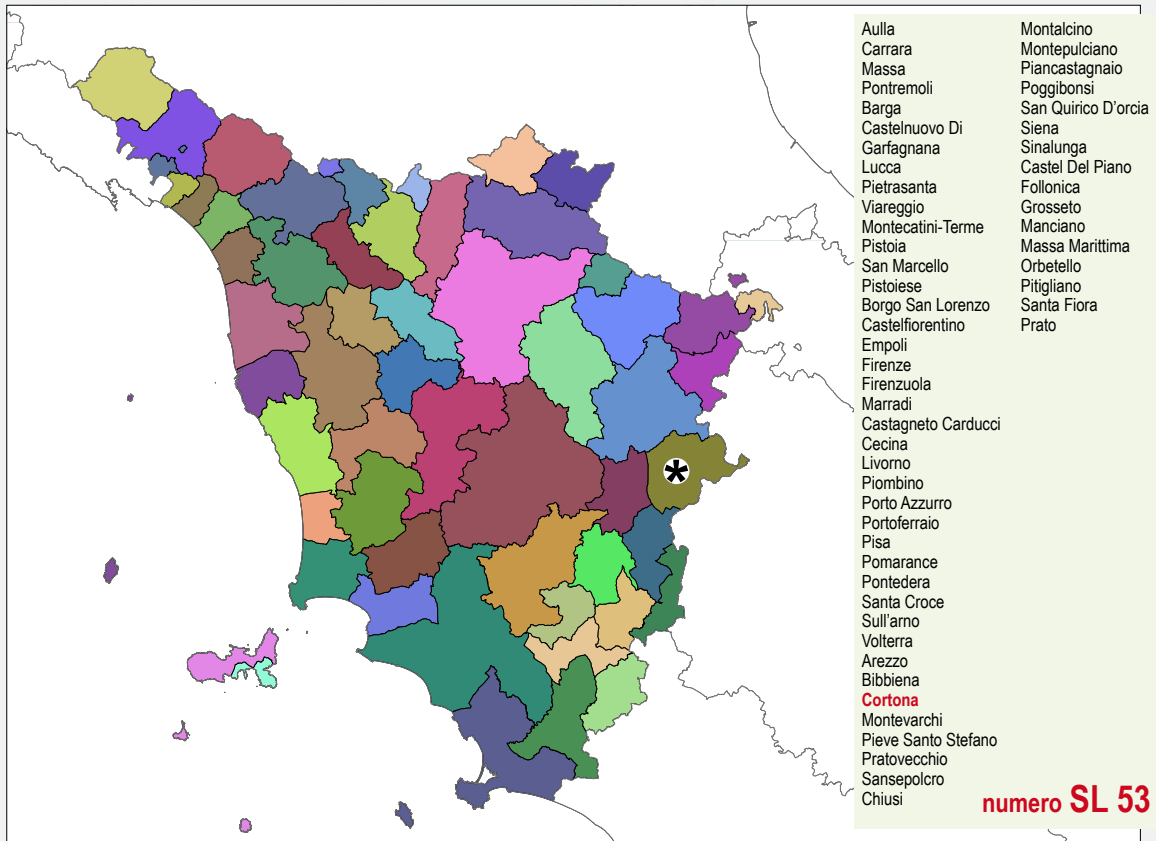 Aulla
Carrara
Massa
Pontremoli
Barga
Castelnuovo Di
Garfagnana
Lucca
Pietrasanta
Viareggio
Montecatini-Terme
Pistoia
San Marcello
Pistoiese
Borgo San Lorenzo
Castelfiorentino
Empoli
Firenze
Firenzuola
Marradi
Castagneto Carducci
Cecina
Livorno
Piombino
Porto Azzurro
Portoferraio
Pisa
Pomarance
Pontedera
Santa Croce
Sull'arno
Volterra
Arezzo
Bibbiena
Cortona
Montevarchi
Pieve Santo Stefano
Pratovecchio
Sansepolcro
Chiusi
Montalcino
Montepulciano
Piancastagnaio
Poggibonsi
San Quirico D'orcia
Siena
Sinalunga
Castel Del Piano
Follonica
Grosseto
Manciano
Massa Marittima
Orbetello
Pitigliano
Santa Fiora
Prato
numero SL 53